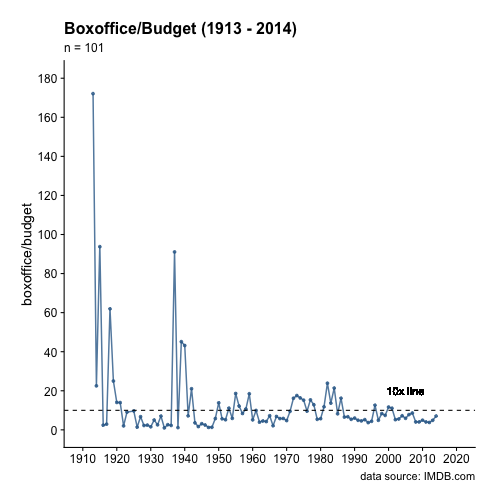 Boxoffice/Budget (1913 - 2014)
n = 101
boxoffice/budget
180
160
140
120
100
80
60
40
20
0
10x line
1910 1920 1930 1940 1950 1960 1970 1980 1990 2000 2010 2020
data source: IMDB.com